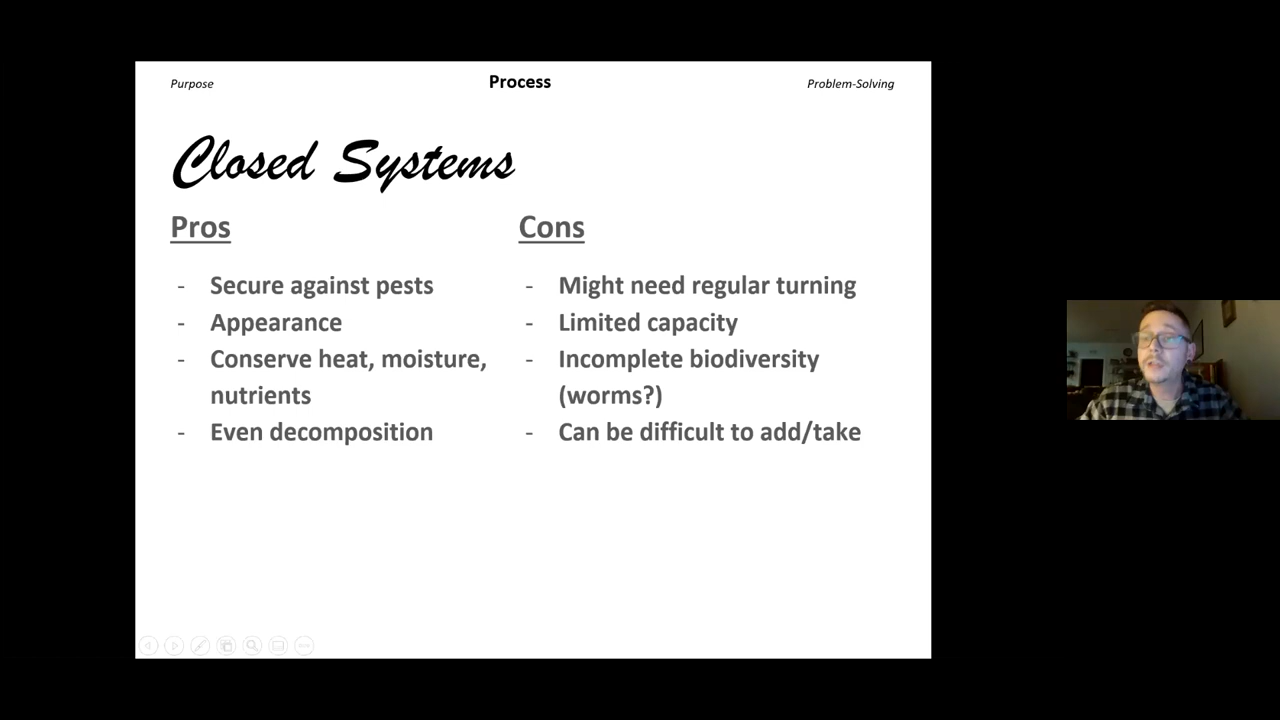 Purpose Process Problem-Solving
Closed Systems
Pros
- Secure against pests
- Appearance
- Conserve heat, moisture,
nutrients
- Even decomposition
Cons
- Might need regular turning
- Limited capacity
- Incomplete biodiversity
(worms?)
- Can be difficult to add/take